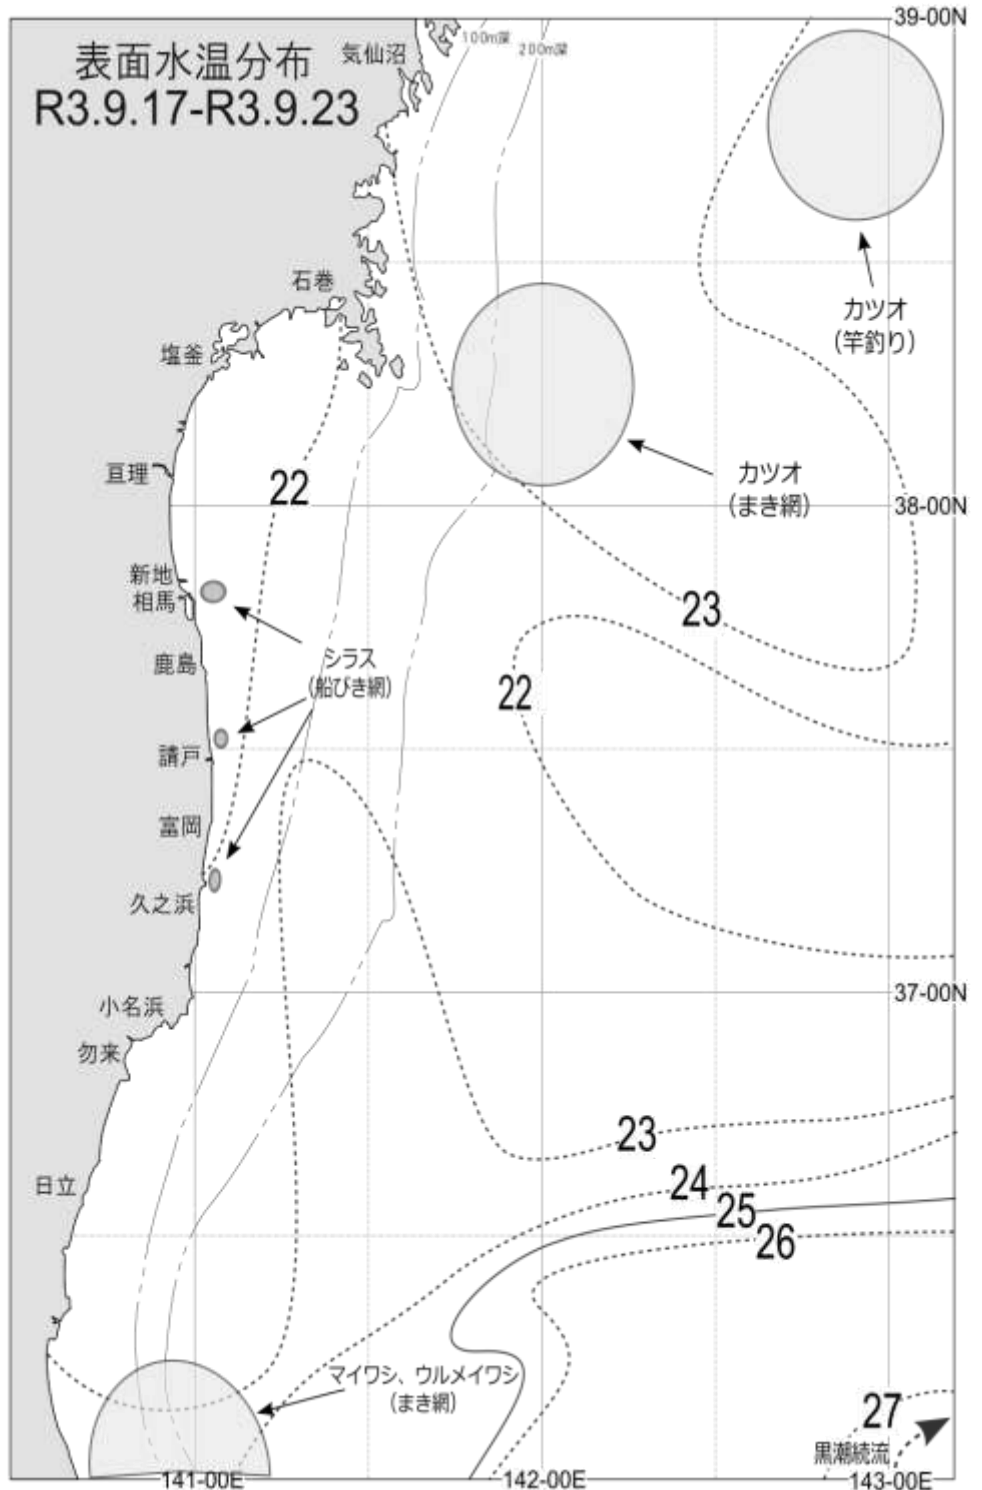 39-00N
100m深
200m深
気仙沼
表面水温分布
R3.9.17-R3.9.23
石巻
カツオ
(竿釣り)
塩釜
カツオ
(まき網)
亘理
22
38-00N
新地
相馬
23
シラス
(船びき網)
鹿島
22
請戸
富岡
久之浜
37-00N
小名浜
勿来
23
24
日立
25
26
マイワシ、ウルメイワシ
(まき網)
27
黒潮続流
141-00E
142-00E
143-00E